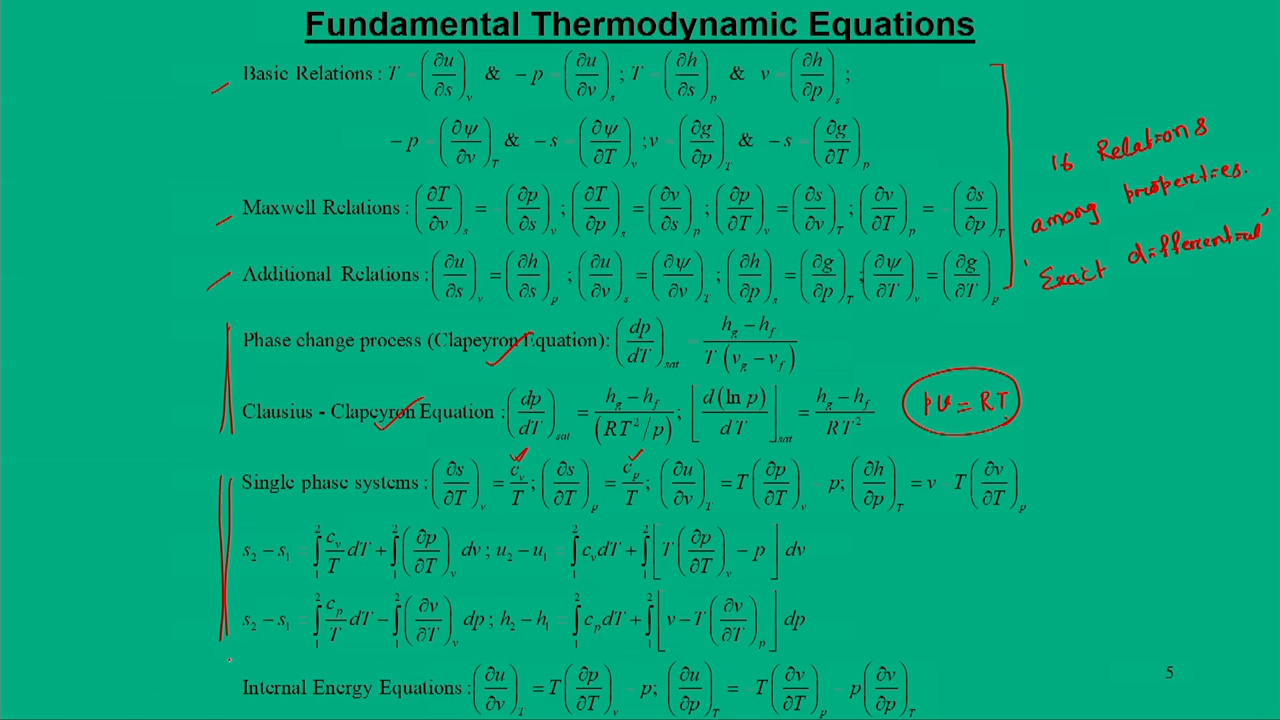 Fundamental Thermodynamic Equations
Basic Relations : T = (∂u/∂s)_v & − p = (∂u/∂v)_s ; T = (∂h/∂s)_p & v = (∂h/∂p)_s ;
− p = (∂ψ/∂v)_T & − s = (∂ψ/∂T)_v ; v = (∂g/∂p)_T & − s = (∂g/∂T)_p
Maxwell Relations : (∂T/∂v)_s = −(∂p/∂s)_v ; (∂T/∂p)_s = (∂v/∂s)_p ; (∂p/∂T)_v = (∂s/∂v)_T ; (∂v/∂T)_p = −(∂s/∂p)_T
Additional Relations : (∂u/∂s)_v = (∂h/∂s)_p ; (∂u/∂v)_s = (∂ψ/∂v)_T ; (∂h/∂p)_s = (∂g/∂p)_T ; (∂ψ/∂T)_v = (∂g/∂T)_p
16 Relations
among properties.
'Exact differential'
Phase change process (Clapeyron Equation): (dp/dT)_sat = (h_g − h_f)/(T (v_g − v_f))
Clausius - Clapeyron Equation : (dp/dT)_sat = (h_g − h_f)/(RT²/p) ; [d(ln p)/dT]_sat = (h_g − h_f)/RT²
pv = RT
Single phase systems : (∂s/∂T)_v = c_v/T ; (∂s/∂T)_p = c_p/T ; (∂u/∂v)_T = T(∂p/∂T)_v − p; (∂h/∂p)_T = v − T(∂v/∂T)_p
s₂ − s₁ = ∫₁² c_v/T dT + ∫₁² (∂p/∂T)_v dv ; u₂ − u₁ = ∫₁² c_v dT + ∫₁² [T(∂p/∂T)_v − p] dv
s₂ − s₁ = ∫₁² c_p/T dT − ∫₁² (∂v/∂T)_v dp ; h₂ − h₁ = ∫₁² c_p dT + ∫₁² [v − T(∂v/∂T)_p] dp
5
Internal Energy Equations : (∂u/∂v)_T = T(∂p/∂T)_v − p; (∂u/∂p)_T = −T(∂v/∂T)_p − p(∂v/∂p)_T